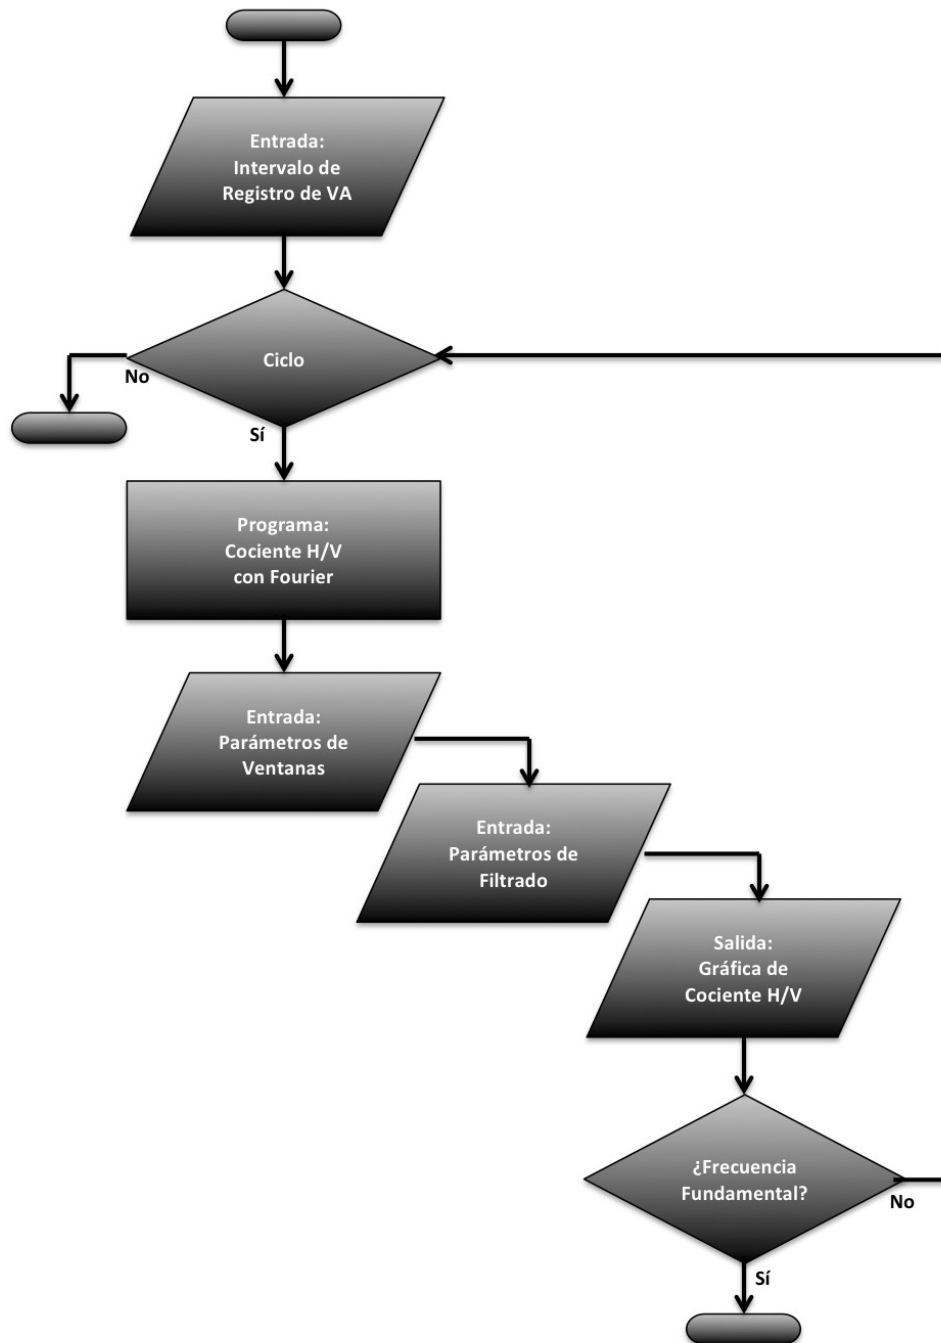 Entrada:
Intervalo de
Registro de VA
Ciclo
No
Sí
Programa:
Cociente H/V
con Fourier
Entrada:
Parámetros de
Ventanas
Entrada:
Parámetros de
Filtrado
Salida:
Gráfica de
Cociente H/V
¿Frecuencia
Fundamental?
No
Sí